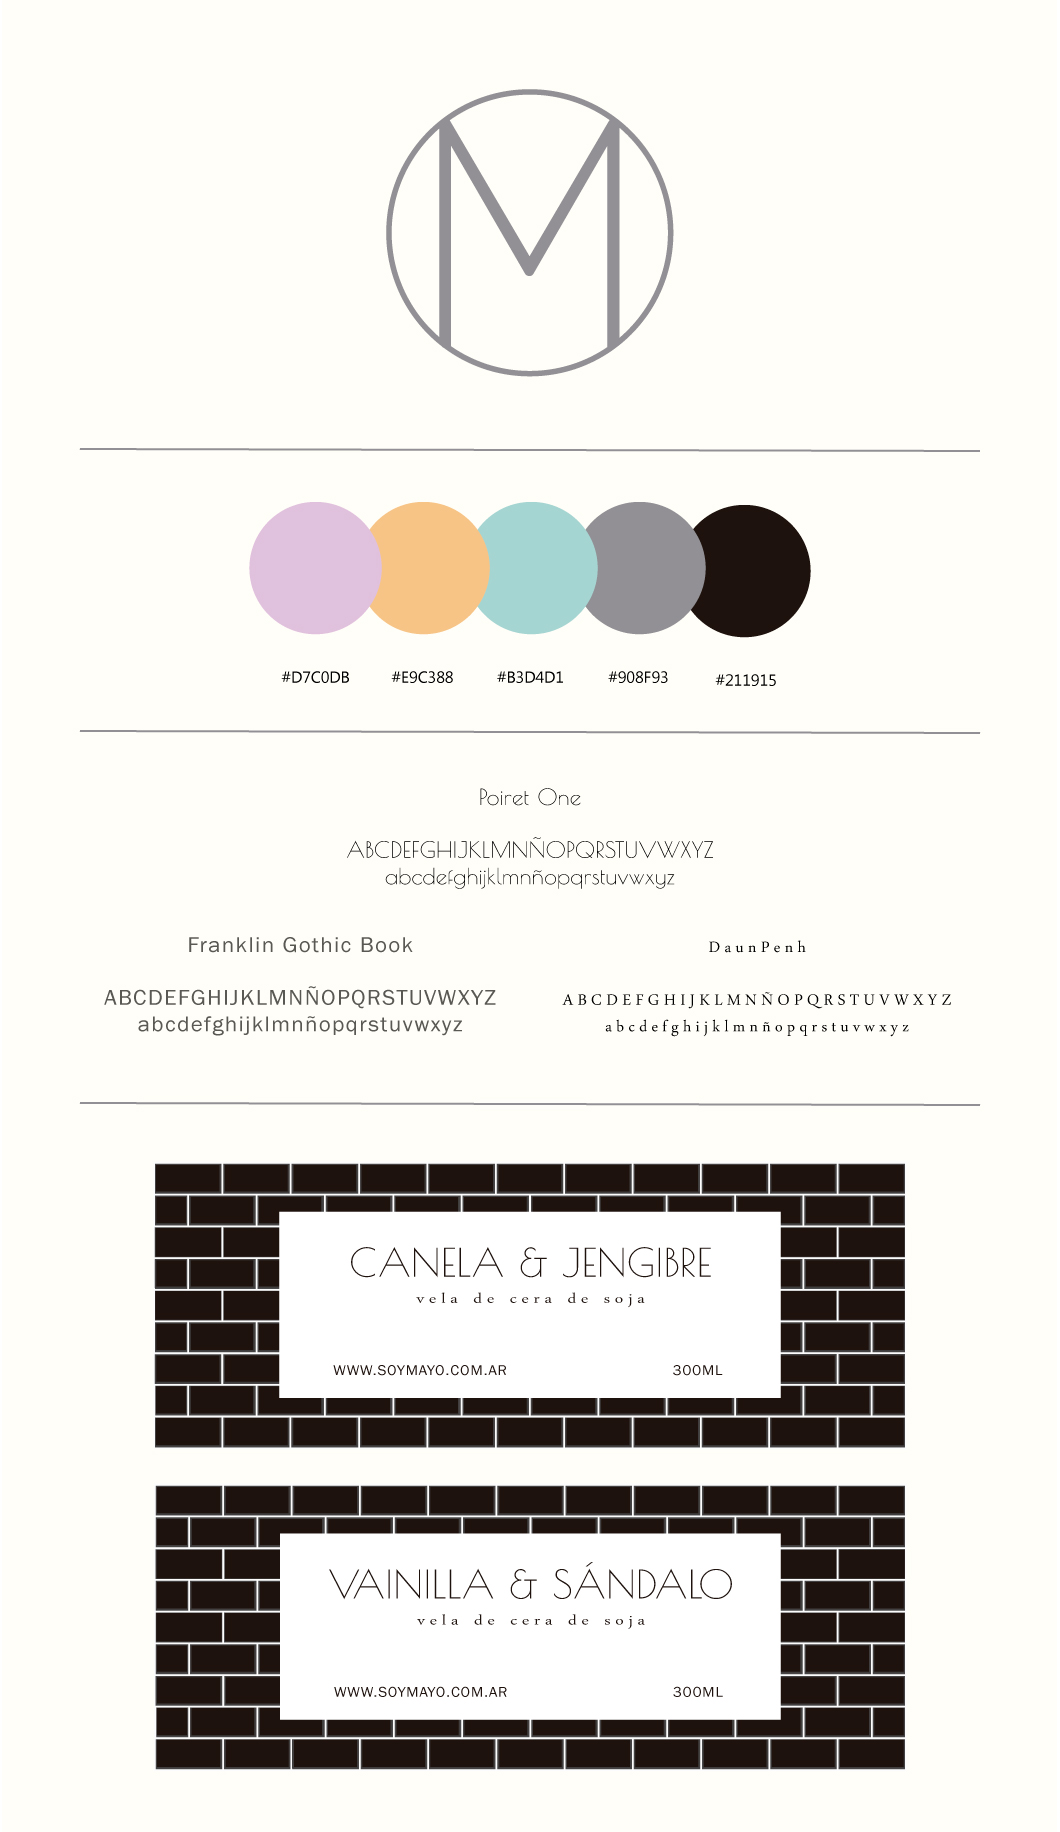 M
#D7C0DB #E9C388 #B3D4D1 #908F93 #211915
Poiret One
ABCDEFGHIJKLMNÑOPQRSTUVWXYZ
abcdefghijklmnñopqrstuvwxyz
Franklin Gothic Book
ABCDEFGHIJKLMNÑOPQRSTUVWXYZ
abcdefghijklmnñopqrstuvwxyz
DaunPenh
ABCDEFGHIJKLMNÑOPQRSTUVWXYZ
abcdefghijklmnñopqrstuvwxyz
CANELA & JENGIBRE
vela de cera de soja
WWW.SOYMAYO.COM.AR 300ML
VAINILLA & SÁNDALO
vela de cera de soja
WWW.SOYMAYO.COM.AR 300ML